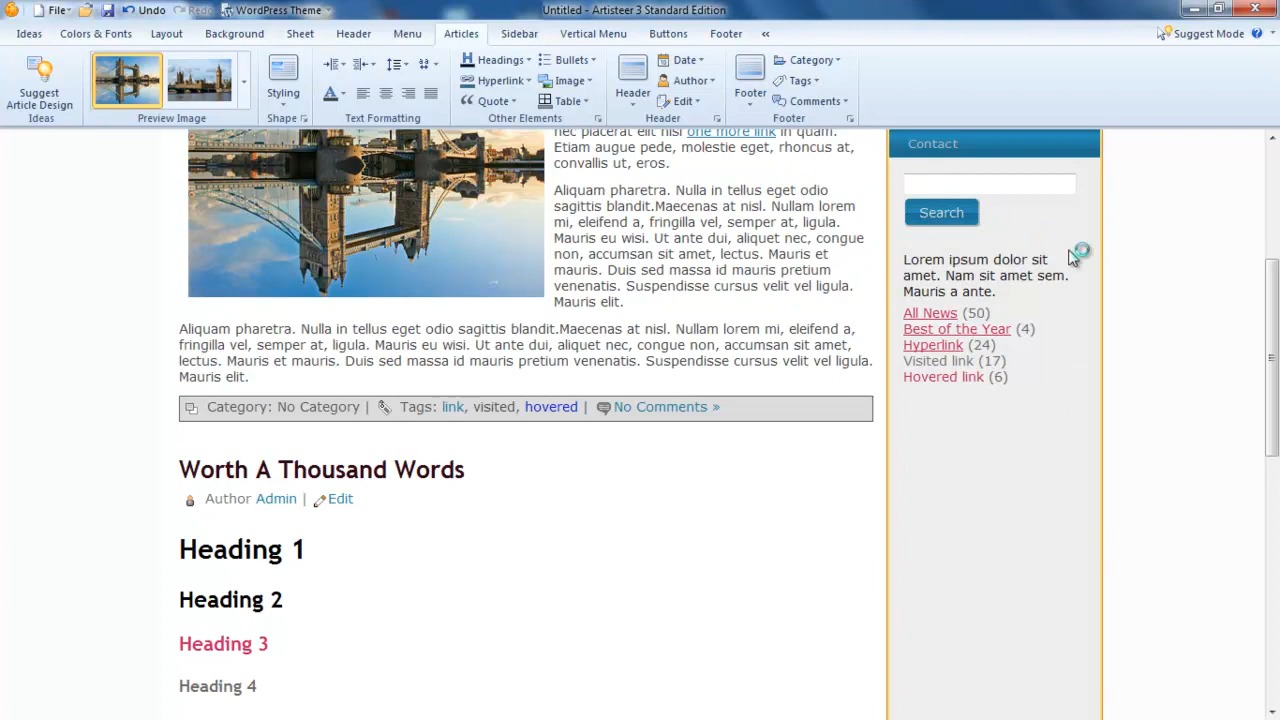 File Undo Redo WordPress Theme Untitled - Artisteer 3 Standard Edition
Ideas Colors & Fonts Layout Background Sheet Header Menu Articles Sidebar Vertical Menu Buttons Footer Suggest Mode
Suggest Article Design
Ideas
Preview Image
Styling
Shape
Text Formatting
Headings Bullets
Hyperlink Image
Quote Table
Other Elements
Header
Date
Author
Edit
Header
Footer
Category
Tags
Comments
Footer
nec placerat elit nisl one more link in quam.
Etiam augue pede, molestie eget, rhoncus at,
convallis ut, eros.
Aliquam pharetra. Nulla in tellus eget odio
sagittis blandit.Maecenas at nisl. Nullam lorem
mi, eleifend a, fringilla vel, semper at, ligula.
Mauris eu wisi. Ut ante dui, aliquet nec, congue
non, accumsan sit amet, lectus. Mauris et
mauris. Duis sed massa id mauris pretium
venenatis. Suspendisse cursus velit vel ligula.
Mauris elit.
Aliquam pharetra. Nulla in tellus eget odio sagittis blandit.Maecenas at nisl. Nullam lorem mi, eleifend a,
fringilla vel, semper at, ligula. Mauris eu wisi. Ut ante dui, aliquet nec, congue non, accumsan sit amet,
lectus. Mauris et mauris. Duis sed massa id mauris pretium venenatis. Suspendisse cursus velit vel ligula.
Mauris elit.
Category: No Category | Tags: link, visited, hovered | No Comments »
Worth A Thousand Words
Author Admin | Edit
Heading 1
Heading 2
Heading 3
Heading 4
Contact
Search
Lorem ipsum dolor sit
amet. Nam sit amet sem.
Mauris a ante.
All News (50)
Best of the Year (4)
Hyperlink (24)
Visited link (17)
Hovered link (6)